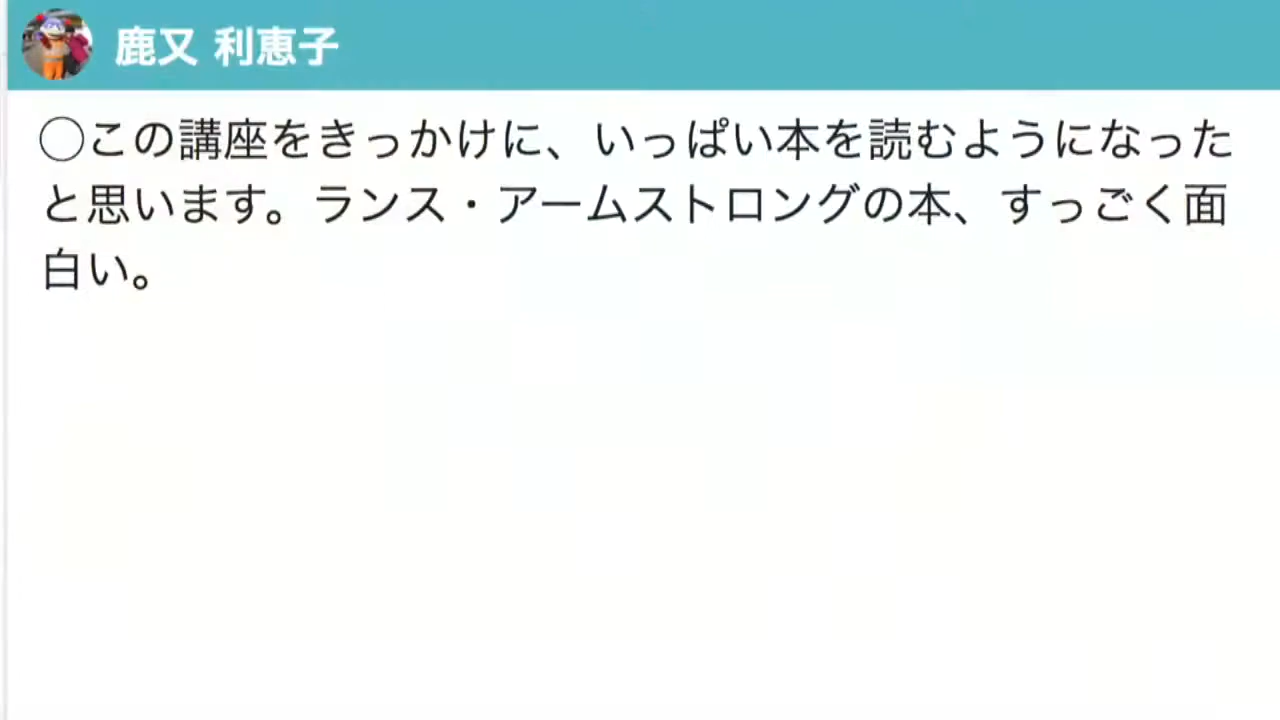 鹿又 利恵子
◯この講座をきっかけに、いっぱい本を読むようになった
と思います。ランス・アームストロングの本、すっごく面
白い。